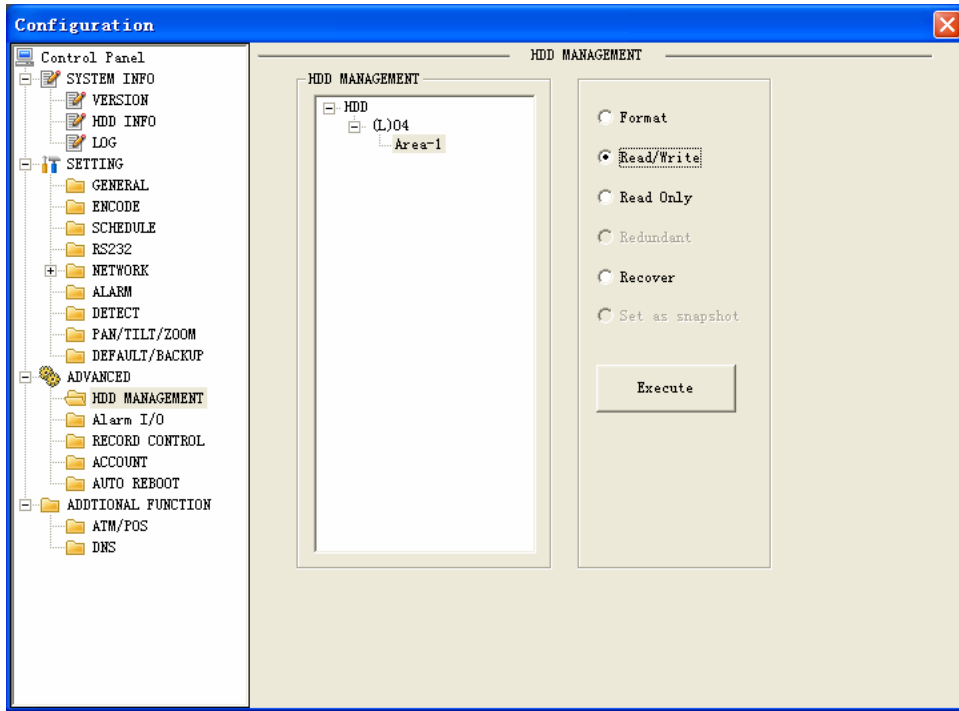 Configuration
Control Panel
SYSTEM INFO
VERSION
HDD INFO
LOG
SETTING
GENERAL
ENCODE
SCHEDULE
RS232
NETWORK
ALARM
DETECT
PAN/TILT/ZOOM
DEFAULT/BACKUP
ADVANCED
HDD MANAGEMENT
Alarm I/O
RECORD CONTROL
ACCOUNT
AUTO REBOOT
ADDTIONAL FUNCTION
ATM/POS
DNS
HDD MANAGEMENT
HDD MANAGEMENT
HDD
(L)04
Area-1
Format
Read/Write
Read Only
Redundant
Recover
Set as snapshot
Execute